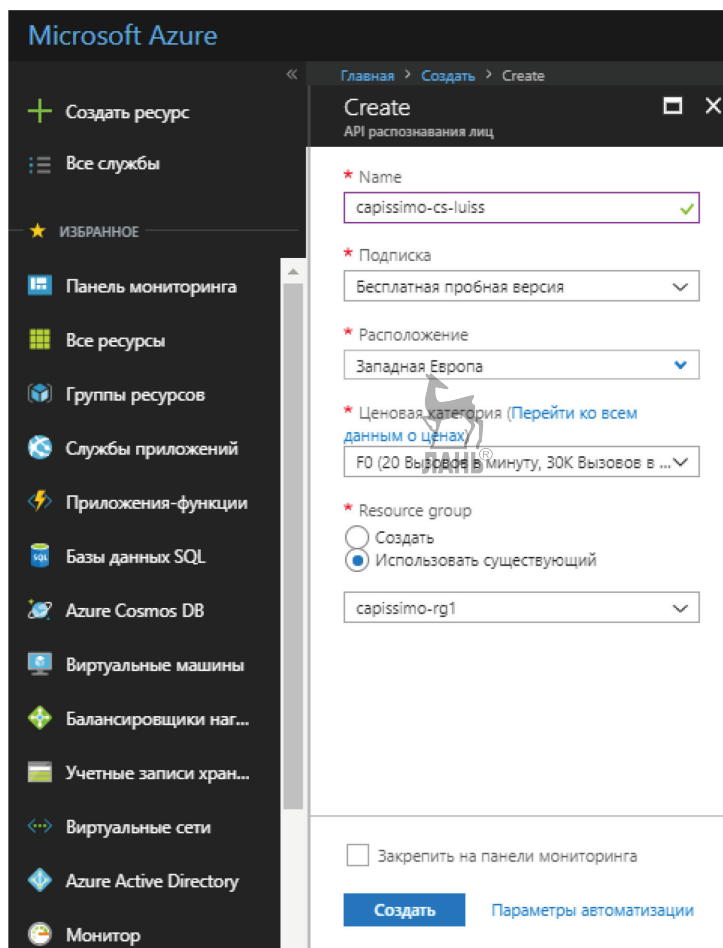 Microsoft Azure
«
Создать ресурс
Все службы
ИЗБРАННОЕ
Панель мониторинга
Все ресурсы
Группы ресурсов
Службы приложений
Приложения-функции
Базы данных SQL
Azure Cosmos DB
Виртуальные машины
Балансировщики наг...
Учетные записи хран...
Виртуальные сети
Azure Active Directory
Монитор
Главная > Создать > Create
Create
API распознавания лиц
* Name
capissimo-cs-luiss
* Подписка
Бесплатная пробная версия
* Расположение
Западная Европа
* Ценовая категория (Перейти ко всем
данным о ценах)
F0 (20 Вызовов в минуту, 30K Вызовов в ...
ЛАНЬ®
* Resource group
Создать
Использовать существующий
capissimo-rg1
Закрепить на панели мониторинга
Создать
Параметры автоматизации